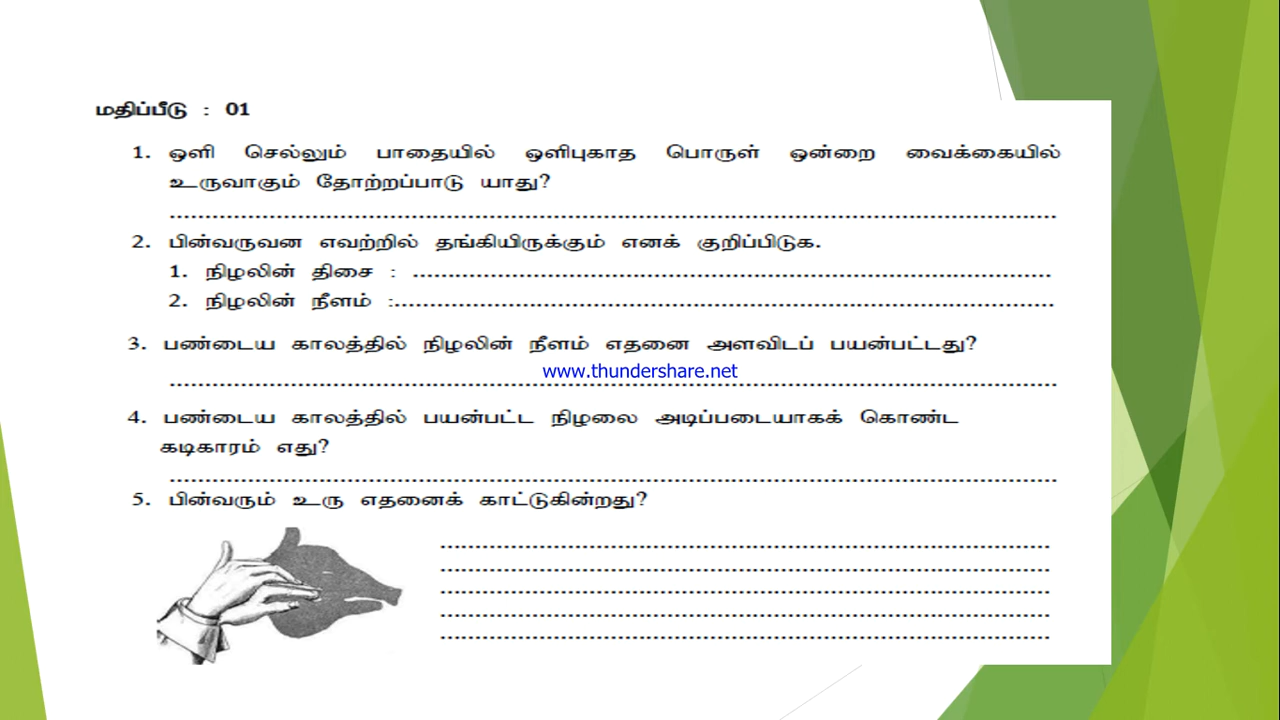 மதிப்பீடு : 01
1. ஒளி செல்லும் பாதையில் ஒளிபுகாத பொருள் ஒன்றை வைக்கையில்
உருவாகும் தோற்றப்பாடு யாது?
2. பின்வருவன எவற்றில் தங்கியிருக்கும் எனக் குறிப்பிடுக.
1. நிழலின் திசை :
2. நிழலின் நீளம் :
3. பண்டைய காலத்தில் நிழலின் நீளம் எதனை அளவிடப் பயன்பட்டது?
www.thundershare.net
4. பண்டைய காலத்தில் பயன்பட்ட நிழலை அடிப்படையாகக் கொண்ட
கடிகாரம் எது?
5. பின்வரும் உரு எதனைக் காட்டுகின்றது?